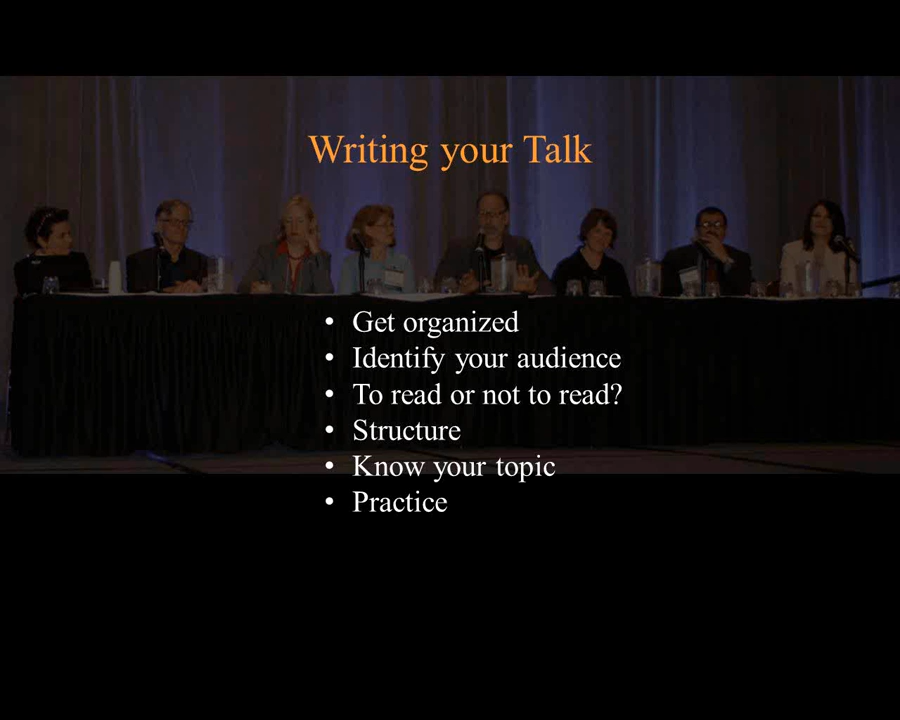 Writing your Talk
• Get organized
• Identify your audience
• To read or not to read?
• Structure
• Know your topic
• Practice